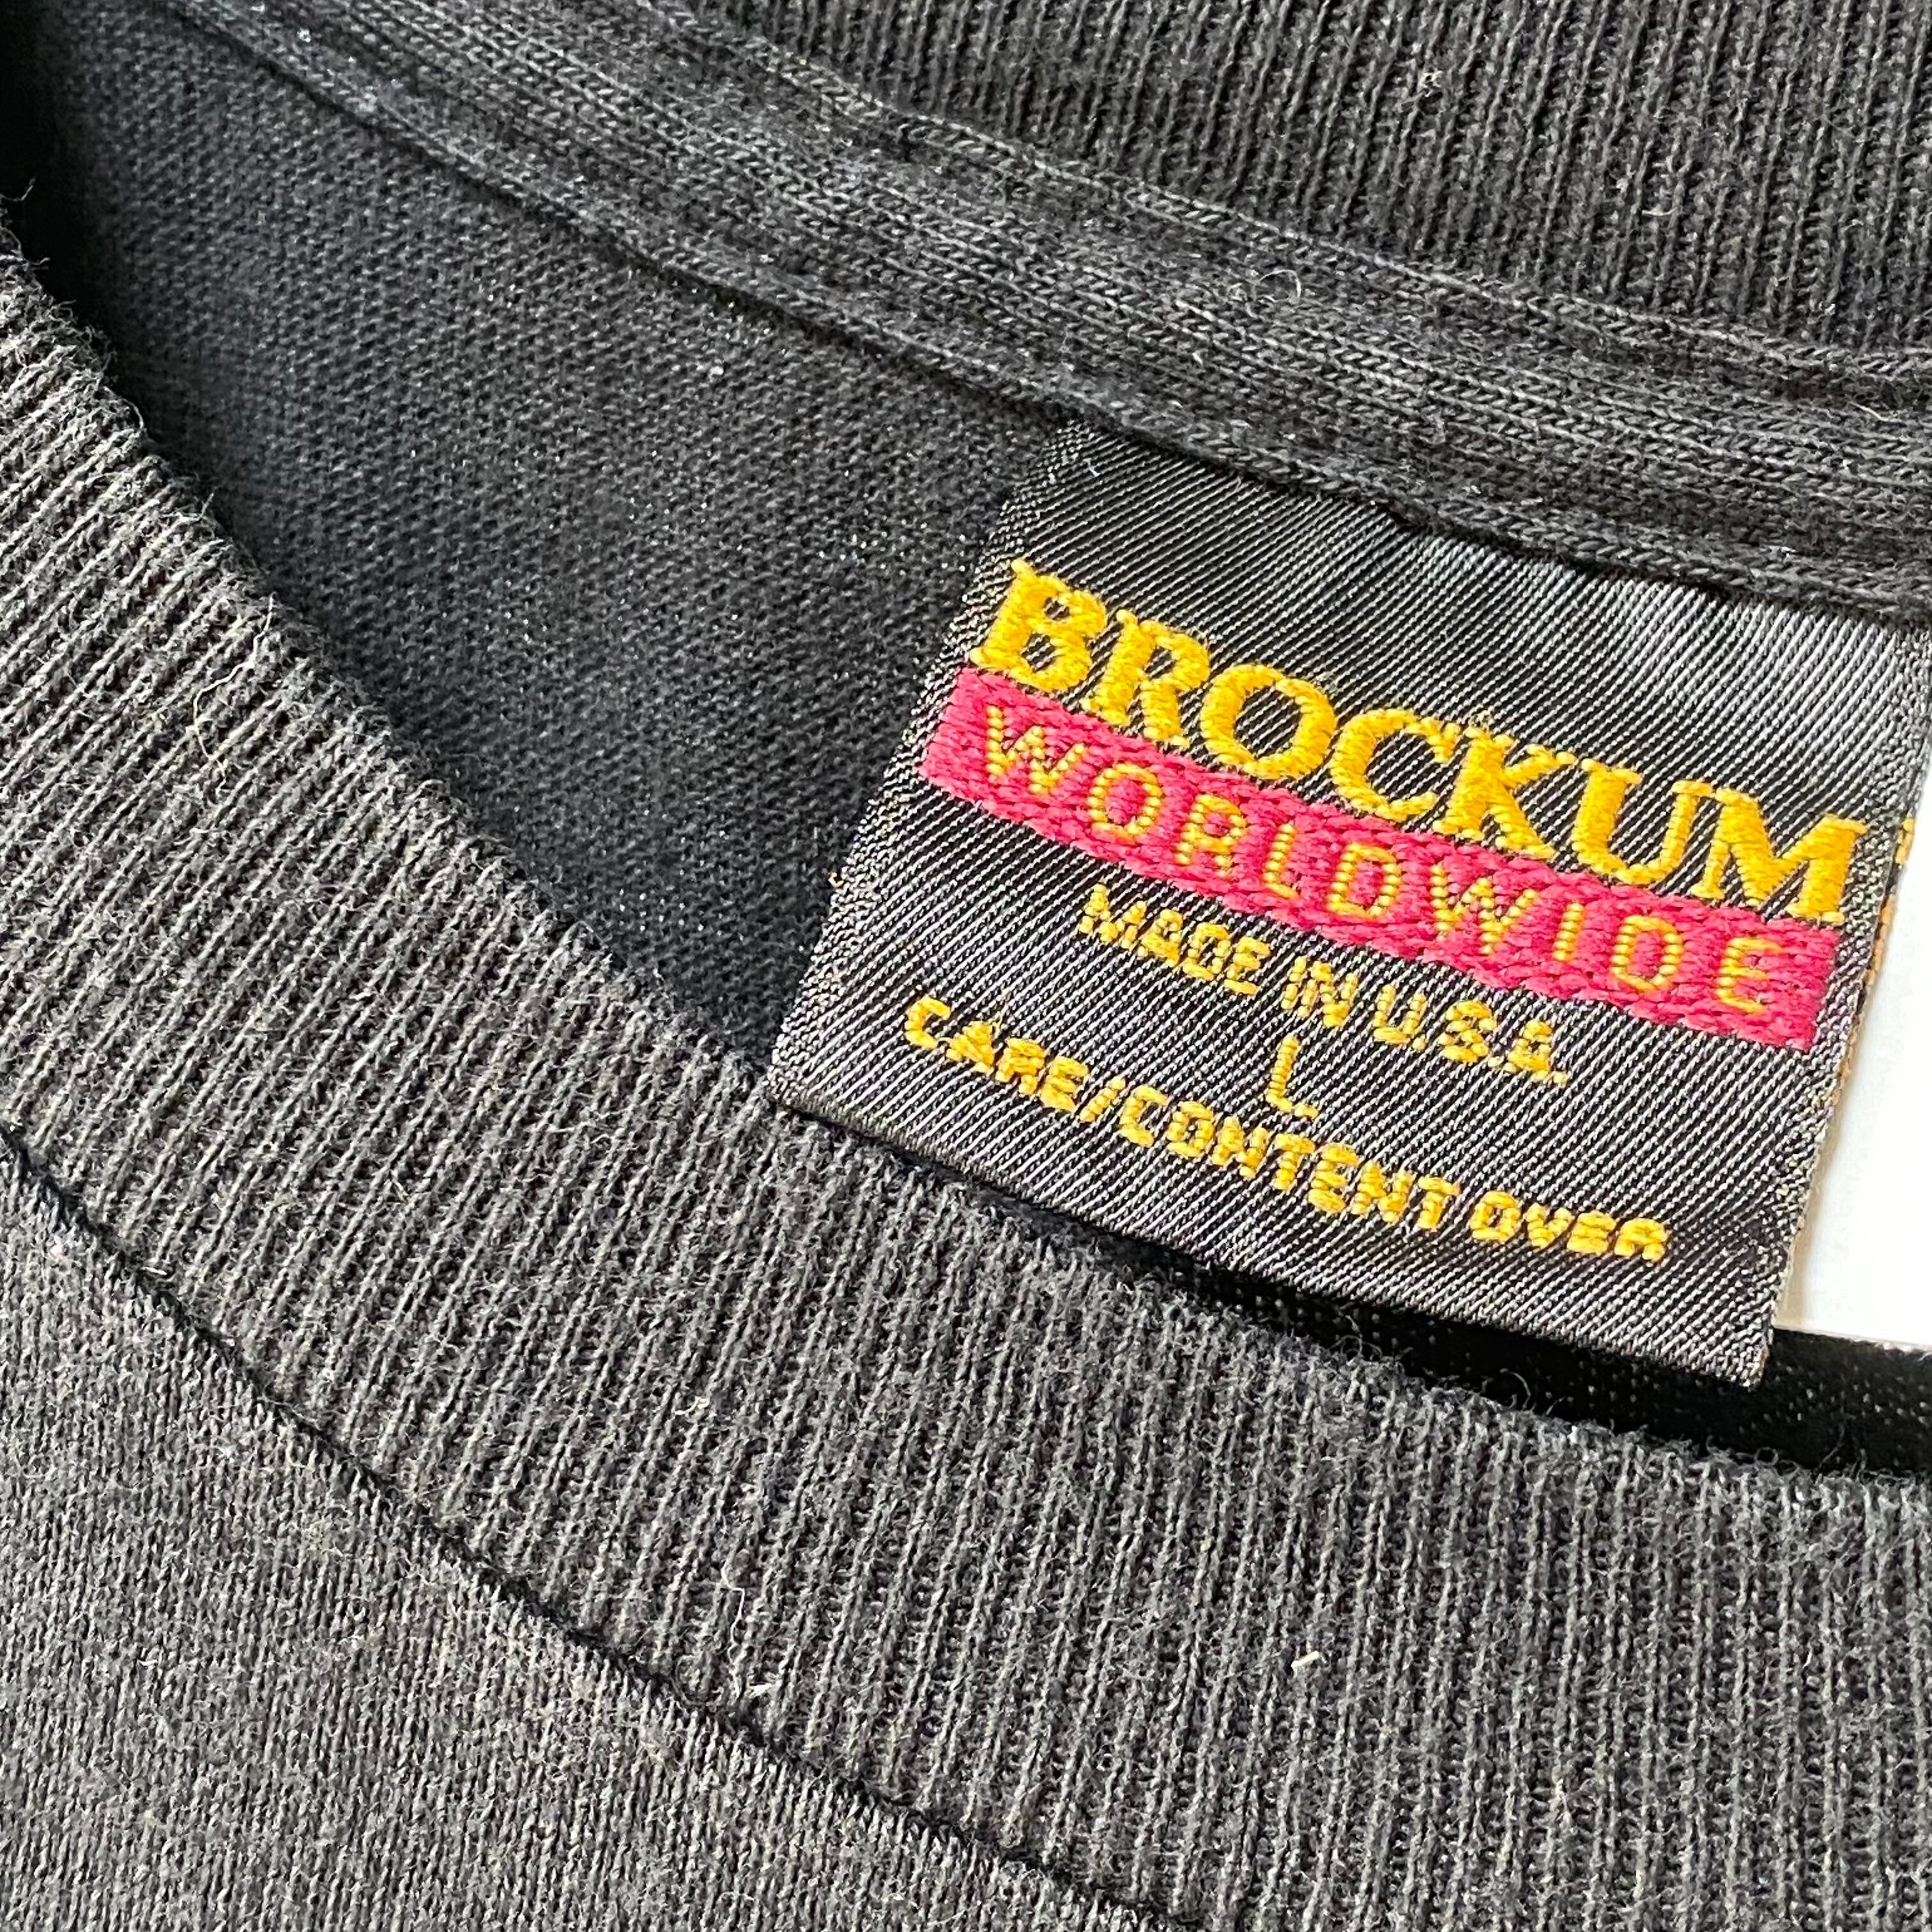 BROCKUM
WORLDWIDE
MADE IN U.S.A.
L
CARE/CONTENT OVER